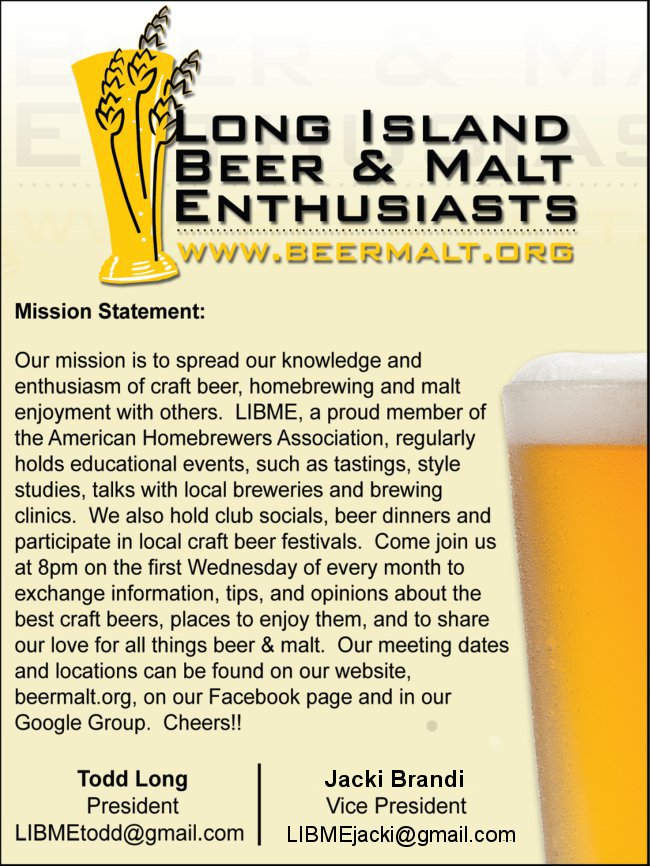 Long Island
Beer & Malt
Enthusiasts
www.beermalt.org
Mission Statement:
Our mission is to spread our knowledge and
enthusiasm of craft beer, homebrewing and malt
enjoyment with others.  LIBME, a proud member of
the American Homebrewers Association, regularly
holds educational events, such as tastings, style
studies, talks with local breweries and brewing
clinics.  We also hold club socials, beer dinners and
participate in local craft beer festivals.  Come join us
at 8pm on the first Wednesday of every month to
exchange information, tips, and opinions about the
best craft beers, places to enjoy them, and to share
our love for all things beer & malt.  Our meeting dates
and locations can be found on our website,
beermalt.org, on our Facebook page and in our
Google Group.  Cheers!!
Todd Long
President
LIBMEtodd@gmail.com
Jacki Brandi
Vice President
LIBMEjacki@gmail.com